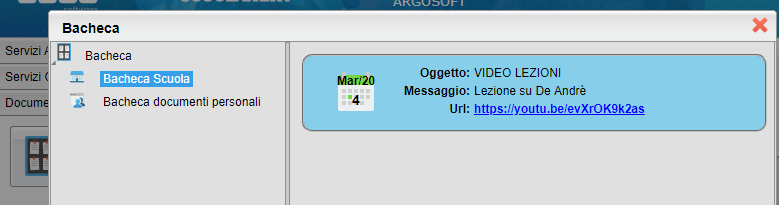 software
ARGOSOFT
Bacheca
Servizi
Bacheca
Bacheca Scuola
Servizi
Bacheca documenti personali
Docume
Mar/20
4
Oggetto: VIDEO LEZIONI
Messaggio: Lezione su De Andrè
Url: https://youtu.be/evXrOK9k2as